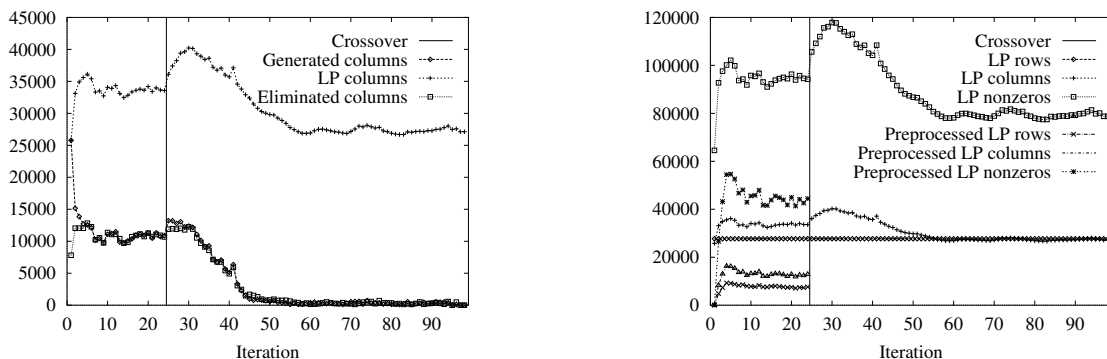 45000
40000
35000
30000
25000
20000
15000
10000
5000
0
Crossover
Generated columns
LP columns
Eliminated columns
0 10 20 30 40 50 60 70 80 90
Iteration
120000
100000
80000
60000
40000
20000
0
Crossover
LP rows
LP columns
LP nonzeros
Preprocessed LP rows
Preprocessed LP columns
Preprocessed LP nonzeros
0 10 20 30 40 50 60 70 80 90
Iteration